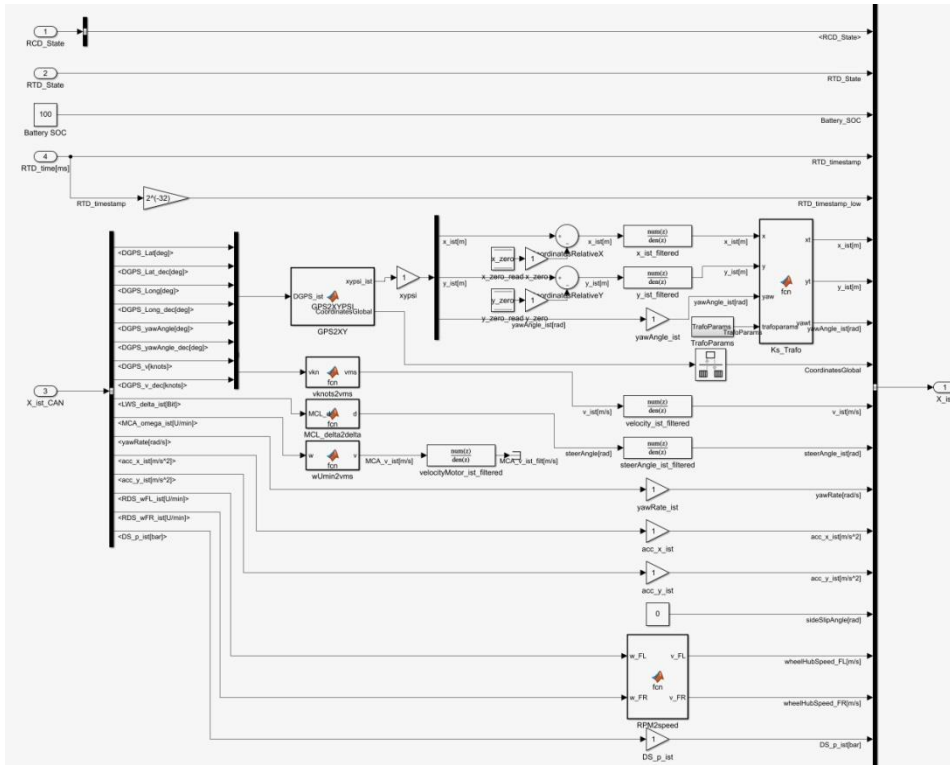 1
RCD_State
<RCD_State>
2
RTD_State
RTD_State
100
Battery SOC
Battery_SOC
4
RTD_time[ms]
RTD_timestamp
RTD_timestamp
2^(-32)
RTD_timestamp_low
3
X_ist_CAN
<DGPS_Lat[deg]>
<DGPS_Lat_dec[deg]>
<DGPS_Long[deg]>
<DGPS_Long_dec[deg]>
<DGPS_yawAngle[deg]>
<DGPS_yawAngle_dec[deg]>
<DGPS_v[knots]>
<DGPS_v_dec[knots]>
<LWS_delta_ist[Bit]>
<MCA_omega_ist[U/min]>
<yawRate[rad/s]>
<acc_x_ist[m/s^2]>
<acc_y_ist[m/s^2]>
<RDS_wFL_ist[U/min]>
<RDS_wFR_ist[U/min]>
<DS_p_ist[bar]>
DGPS_ist
xypsi_ist
GPS2XYPSI
CoordinatesGlobal
GPS2XY
1
xypsi
x_ist[m]
x_zero
x_zero_read
1
x_zero
CoordinatesRelativeX
x_ist[m]
num(z)
den(z)
x_ist_filtered
x_ist[m]
y_ist[m]
y_zero
y_zero_read
1
y_zero
CoordinatesRelativeY
y_ist[m]
num(z)
den(z)
y_ist_filtered
y_ist[m]
yawAngle_ist[rad]
1
yawAngle_ist
yawAngle_ist[rad]
TrafoParams
TrafoParams
TrafoParams
x
y
yaw
trafoparams
fcn
xt
yt
yawt
Ks_Trafo
x_ist[m]
y_ist[m]
yawAngle_ist[rad]
CoordinatesGlobal
vkn
vms
fcn
vknots2vms
v_ist[m/s]
num(z)
den(z)
velocity_ist_filtered
v_ist[m/s]
MCL_d
d
fcn
MCL_delta2delta
steerAngle[rad]
num(z)
den(z)
steerAngle_ist_filtered
steerAngle_ist[rad]
w
v
fcn
wUmin2vms
MCA_v_ist[m/s]
num(z)
den(z)
velocityMotor_ist_filtered
MCA_v_ist_filt[m/s]
1
yawRate_ist
yawRate[rad/s]
1
acc_x_ist
acc_x_ist[m/s^2]
1
acc_y_ist
acc_y_ist[m/s^2]
0
sideSlipAngle[rad]
w_FL
v_FL
fcn
w_FR
v_FR
RPM2speed
wheelHubSpeed_FL[m/s]
wheelHubSpeed_FR[m/s]
1
DS_p_ist
DS_p_ist[bar]
1
X_is